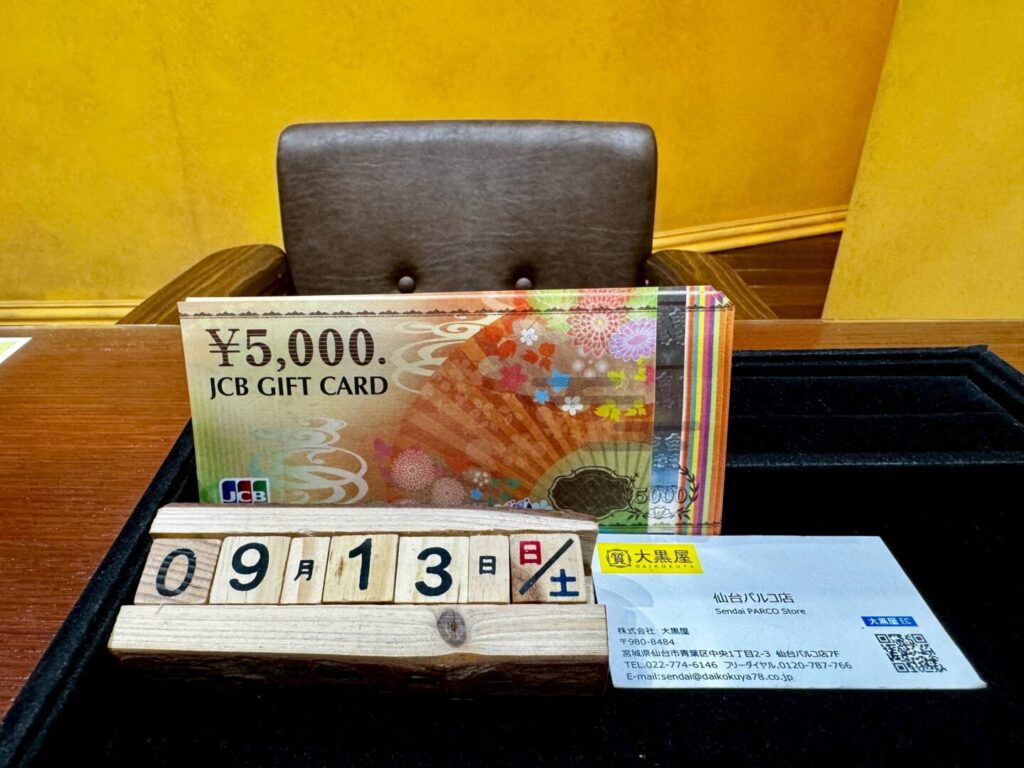 ¥5,000.
JCB GIFT CARD
JCB
5000
09月13日 日/土
質 大黒屋
DAIKOKUYA
仙台パルコ店
Sendai PARCO Store
大黒屋 EC
株式会社 大黒屋
〒980-8484
宮城県仙台市青葉区中央1丁目2-3 仙台パルコ店7F
TEL.022-774-6146 フリーダイヤル.0120-787-766
E-mail:sendai@daikokuya78.co.jp